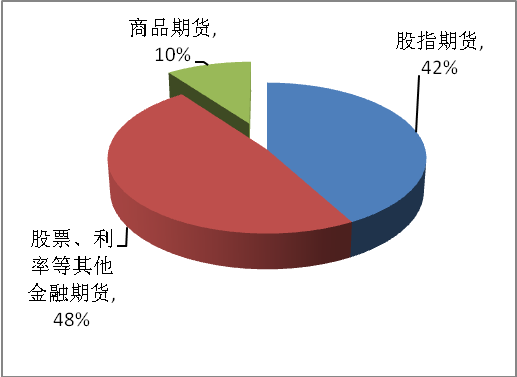 商品期货,
10%
股指期货,
42%
股票、利
率等其他
金融期货,
48%